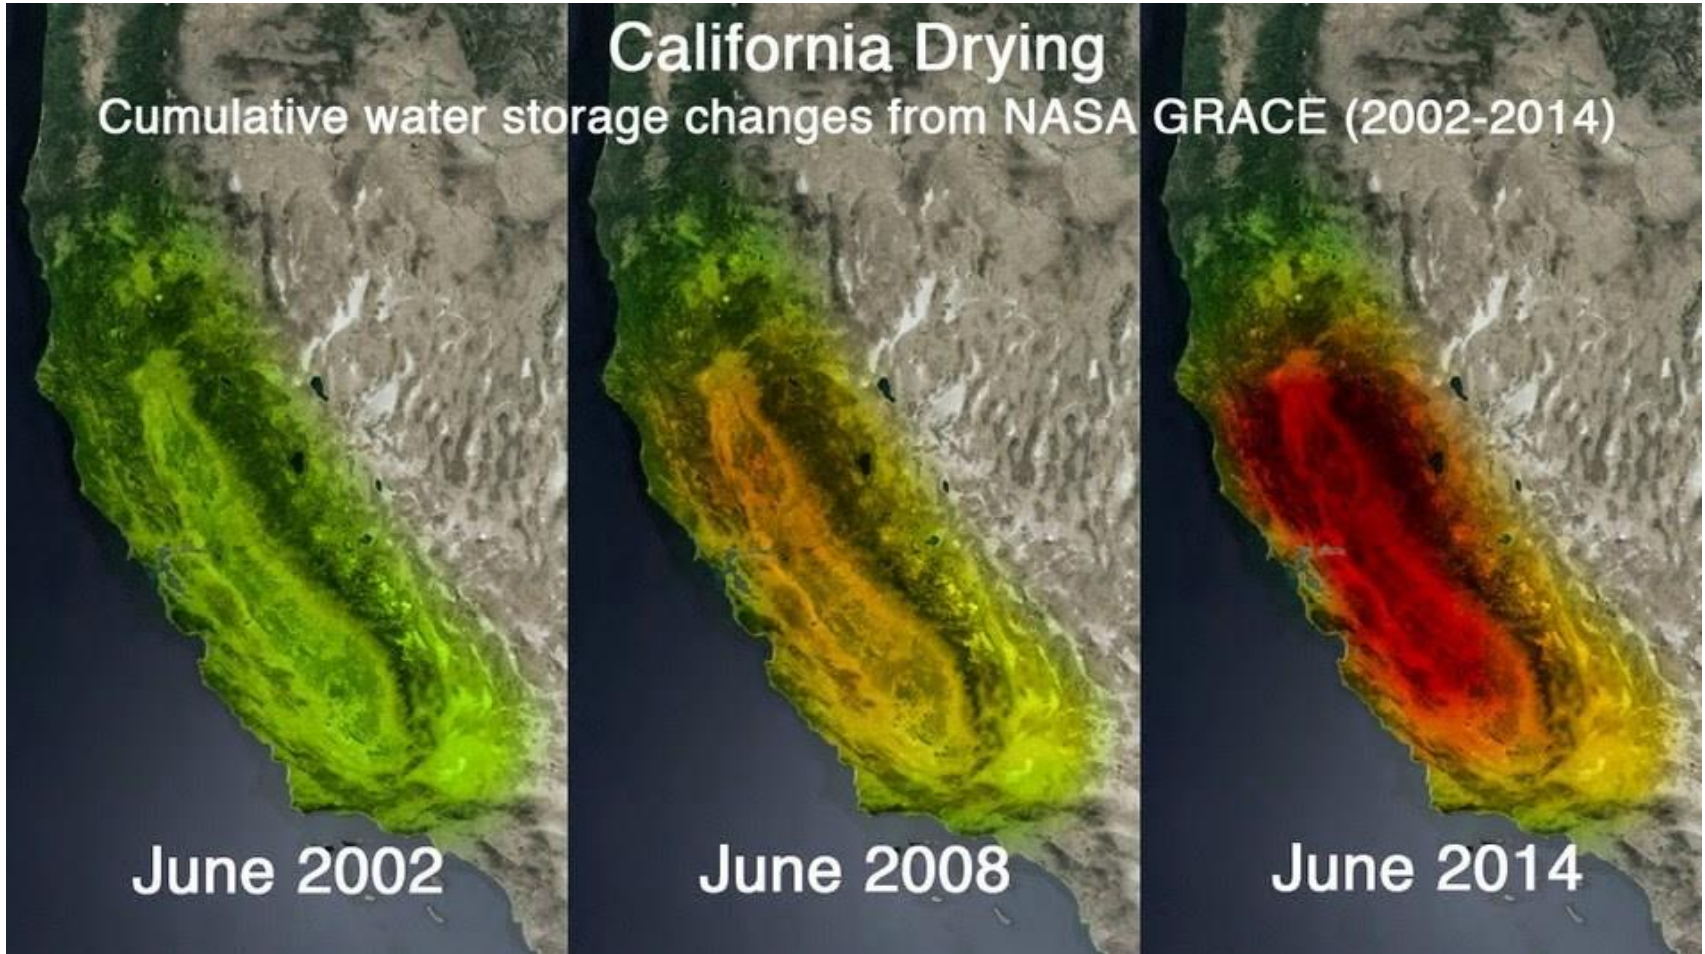 California Drying
Cumulative water storage changes from NASA GRACE (2002-2014)
June 2002
June 2008
June 2014